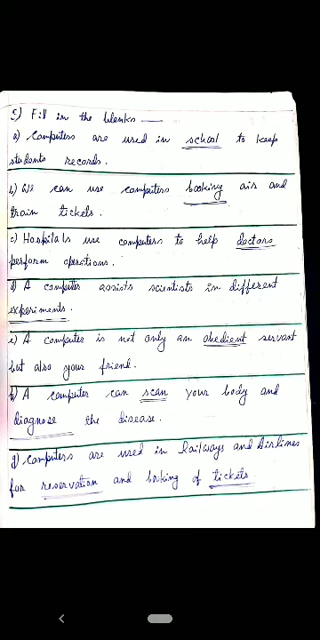 5) Fill in the blanks
a) Computers are used in school to keep
students records.
b) We can use computers booking air and
train tickets.
c) Hospitals use computers to help doctors
perform operations.
d) A computer assists scientists in different
experiments.
e) A computer is not only an obedient servant
but also your friend.
f) A computer can scan your body and
diagnose the disease.
g) Computers are used in Railways and Airlines
for reservation and booking of tickets.